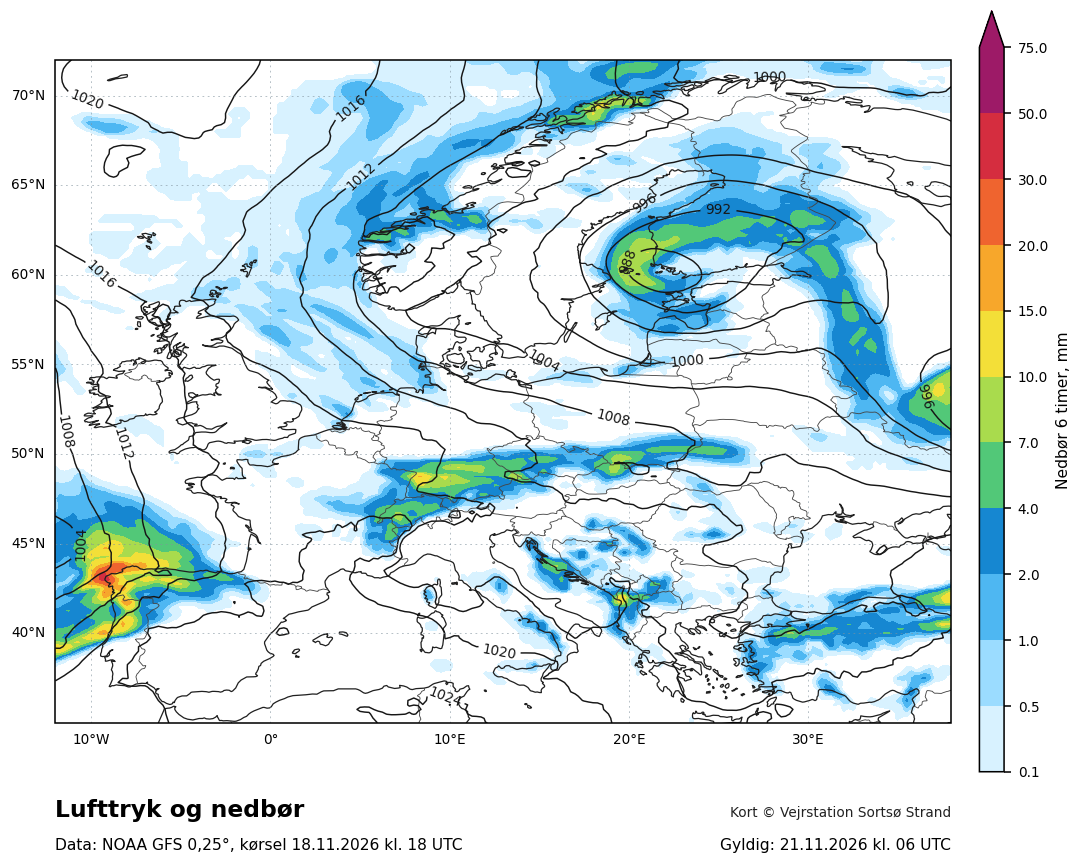 75.0
50.0
30.0
20.0
15.0
10.0
7.0
4.0
2.0
1.0
0.5
0.1
Nedbør 6 timer, mm
70°N
65°N
60°N
55°N
50°N
45°N
40°N
10°W
0°
10°E
20°E
30°E
1020
1016
1012
1000
996
992
988
1016
1004
1000
1008
996
1008
1012
1004
1020
1024
Lufttryk og nedbør
Kort © Vejrstation Sortsø Strand
Data: NOAA GFS 0,25°, kørsel 18.11.2026 kl. 18 UTC
Gyldig: 21.11.2026 kl. 06 UTC